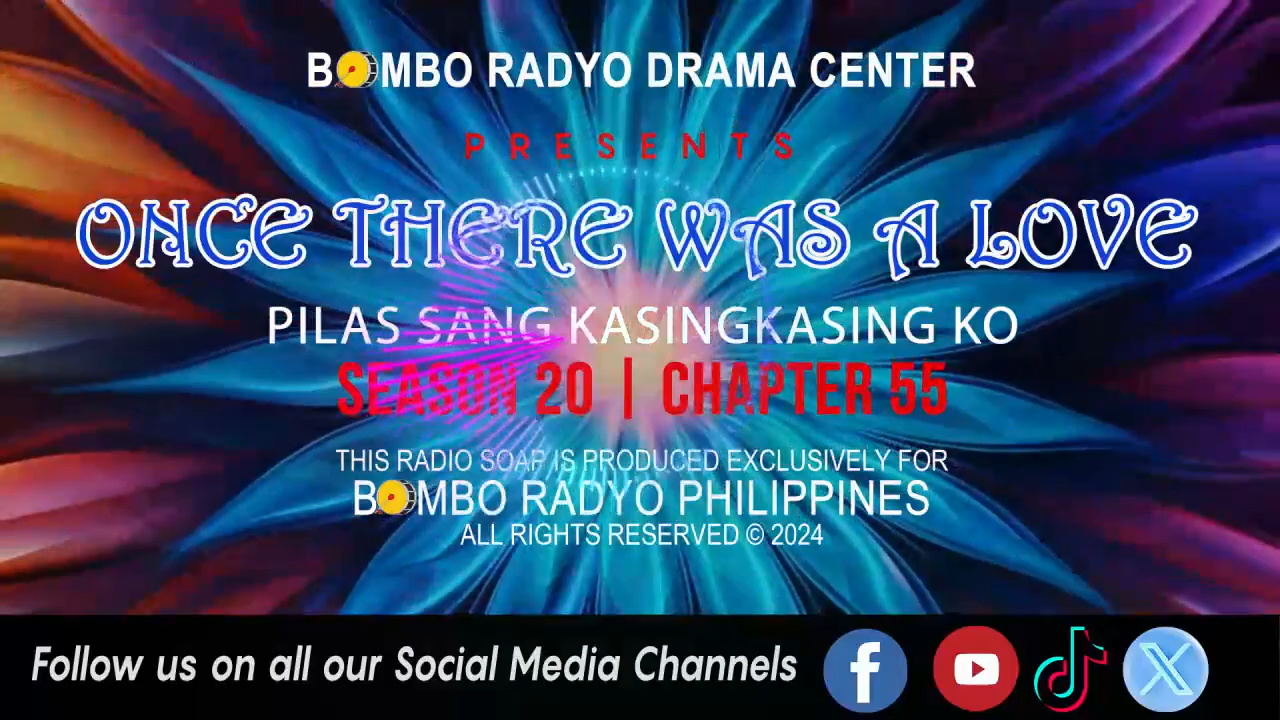 BOMBO RADYO DRAMA CENTER
PRESENTS
ONCE THERE WAS A LOVE
PILAS SANG KASINGKASING KO
SEASON 20 | CHAPTER 55
THIS RADIO SOAP IS PRODUCED EXCLUSIVELY FOR
BOMBO RADYO PHILIPPINES
ALL RIGHTS RESERVED © 2024
Follow us on all our Social Media Channels